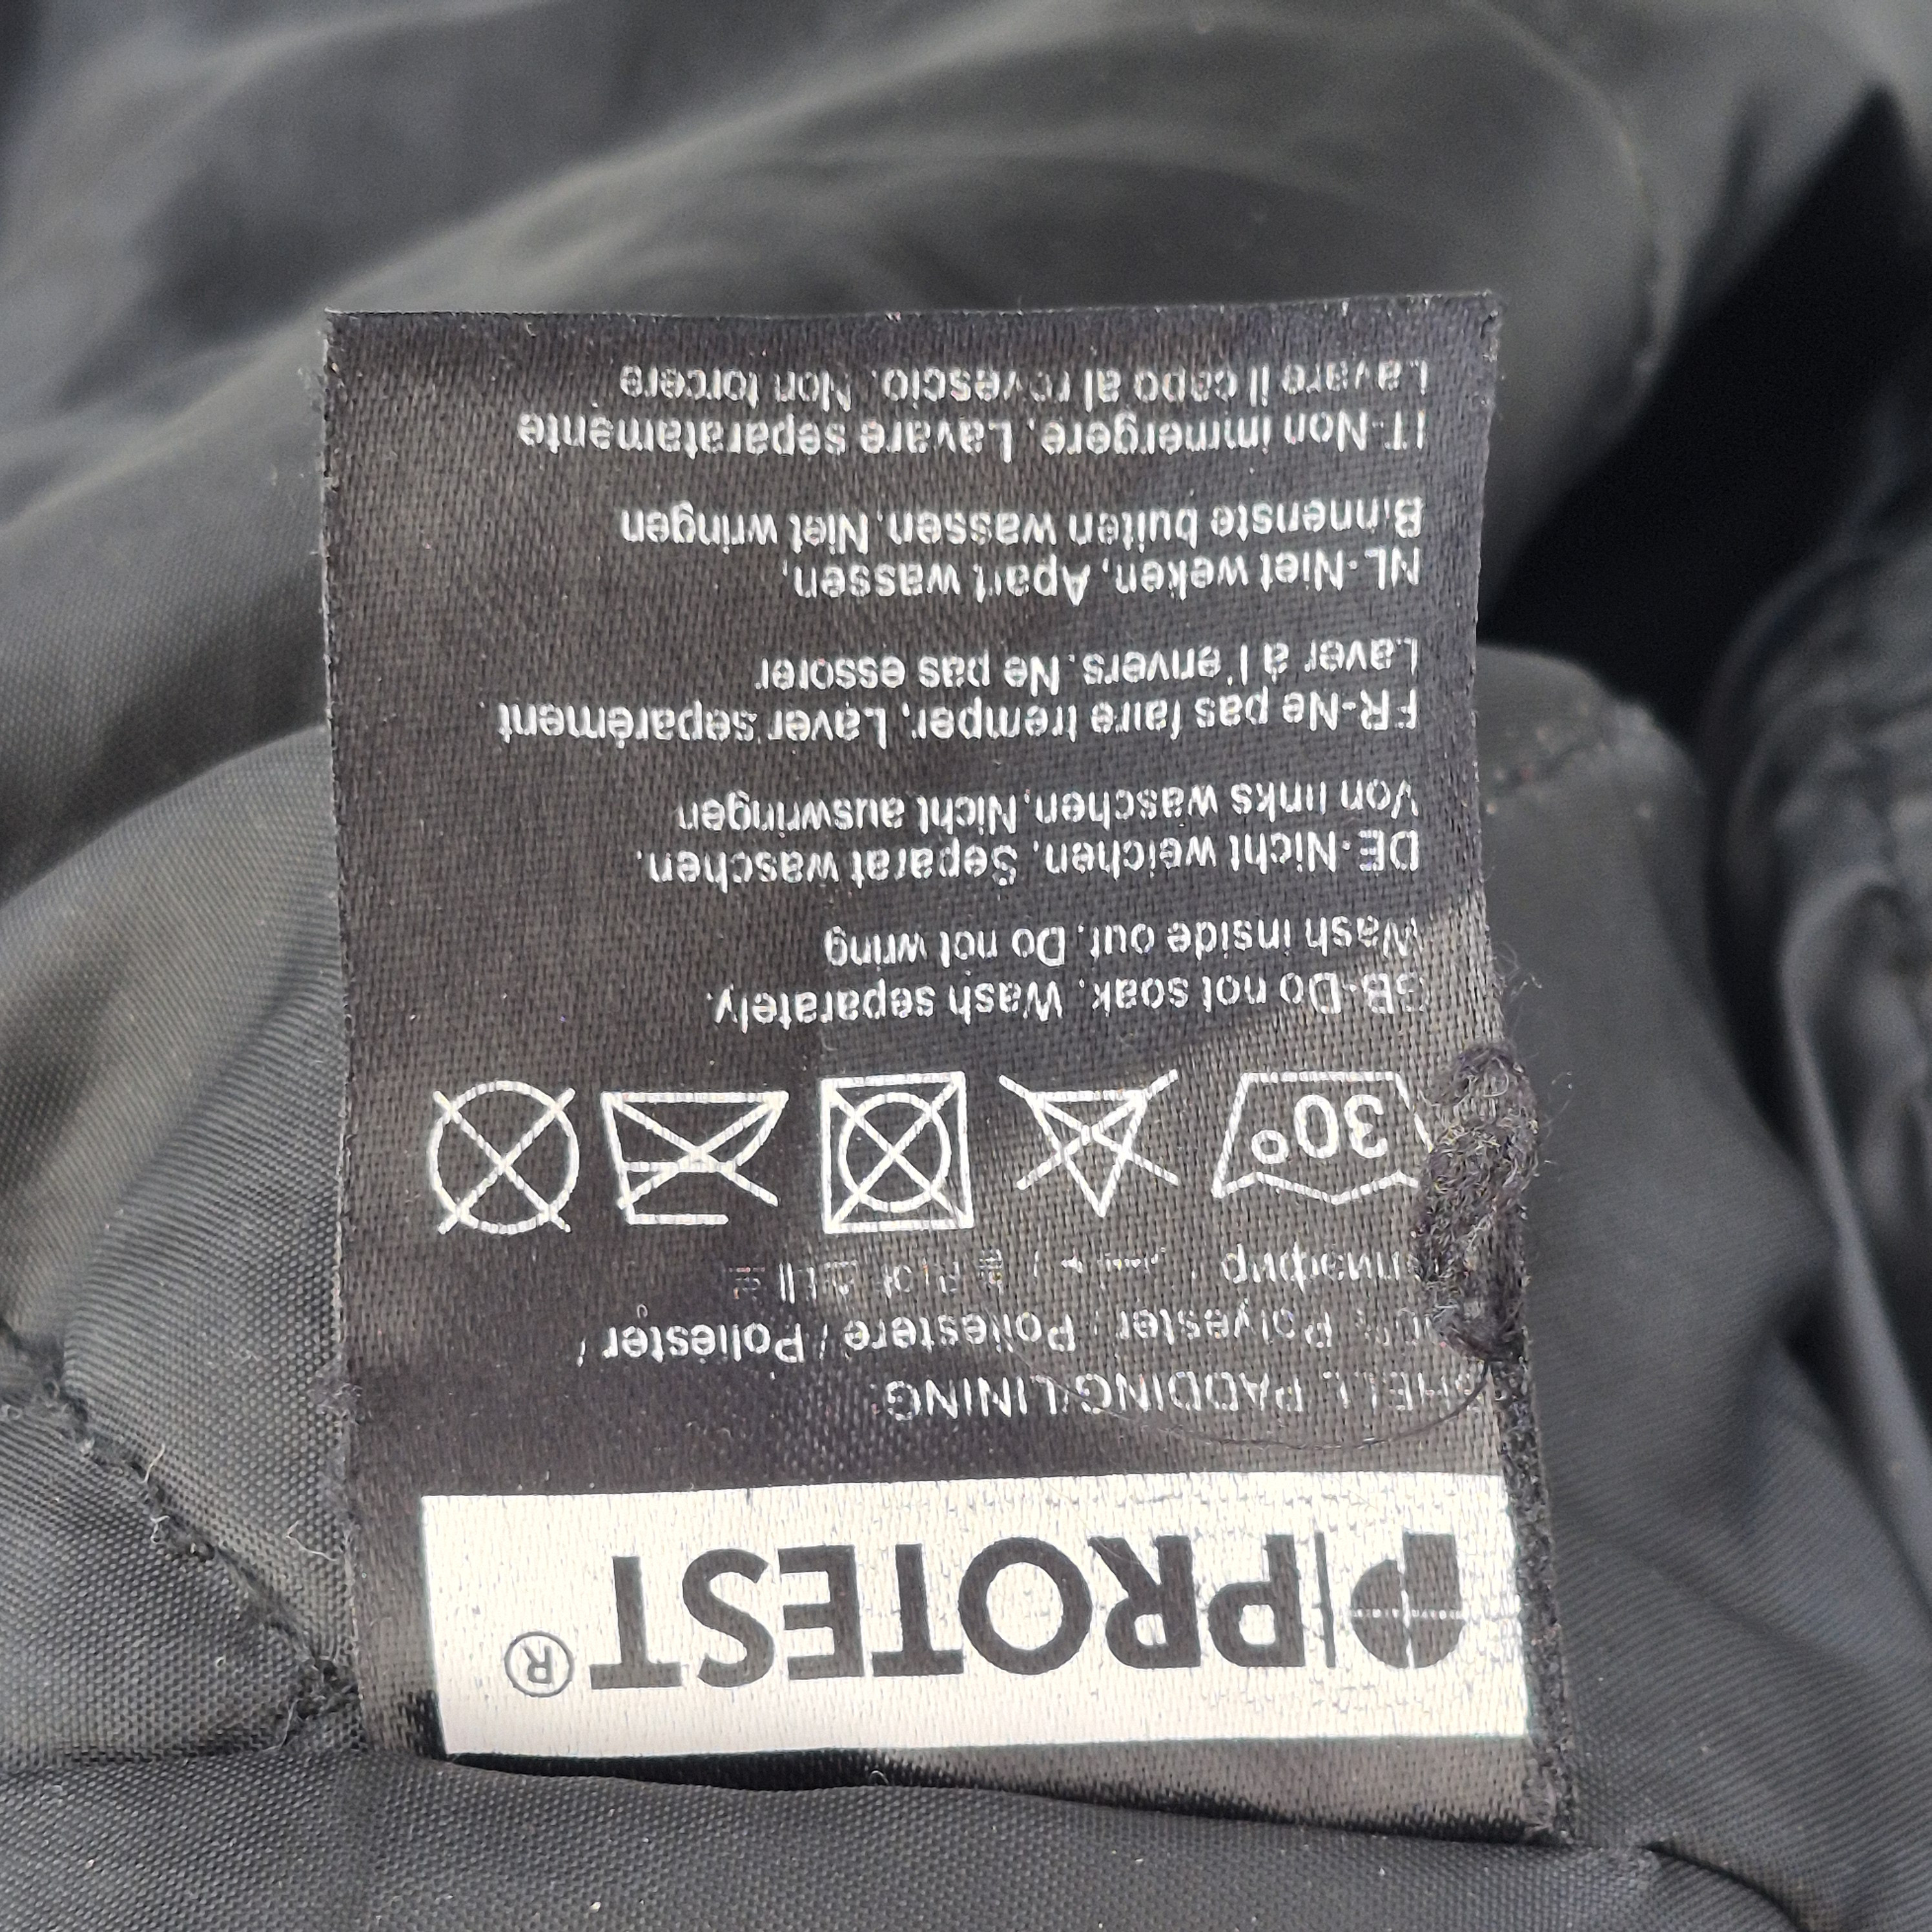 PROTEST®
SHELL PADDING LINING
Polyester / Poliestere / Poliéster /
30°
GB-Do not soak. Wash separately.
Wash inside out. Do not wring
DE-Nicht weichen. Separat waschen.
Von links waschen. Nicht auswringen
FR-Ne pas faire tremper. Laver separément.
Laver à l'envers. Ne pas essorer
NL-Niet weken. Apart wassen.
Binnenste buiten wassen. Niet wringen
IT-Non immergere. Lavare separatamente
Lavare il capo al rovescio. Non torcere